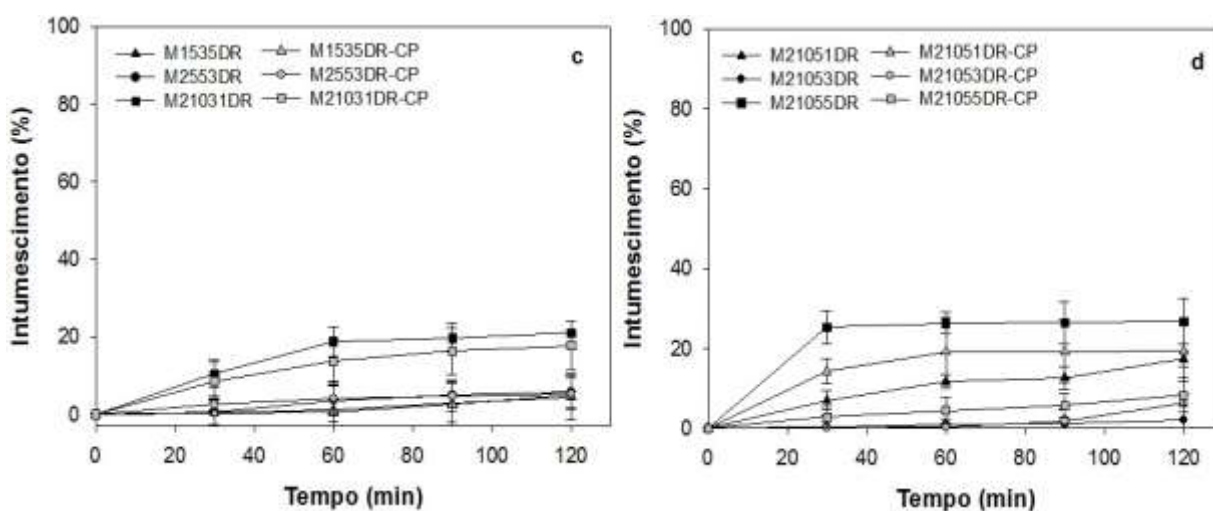 100
80
60
40
20
0
Intumescimento (%)
M1535DR
M2553DR
M21031DR
M1535DR-CP
M2553DR-CP
M21031DR-CP
c
0 20 40 60 80 100 120
Tempo (min)
100
80
60
40
20
0
Intumescimento (%)
M21051DR
M21053DR
M21055DR
M21051DR-CP
M21053DR-CP
M21055DR-CP
d
0 20 40 60 80 100 120
Tempo (min)